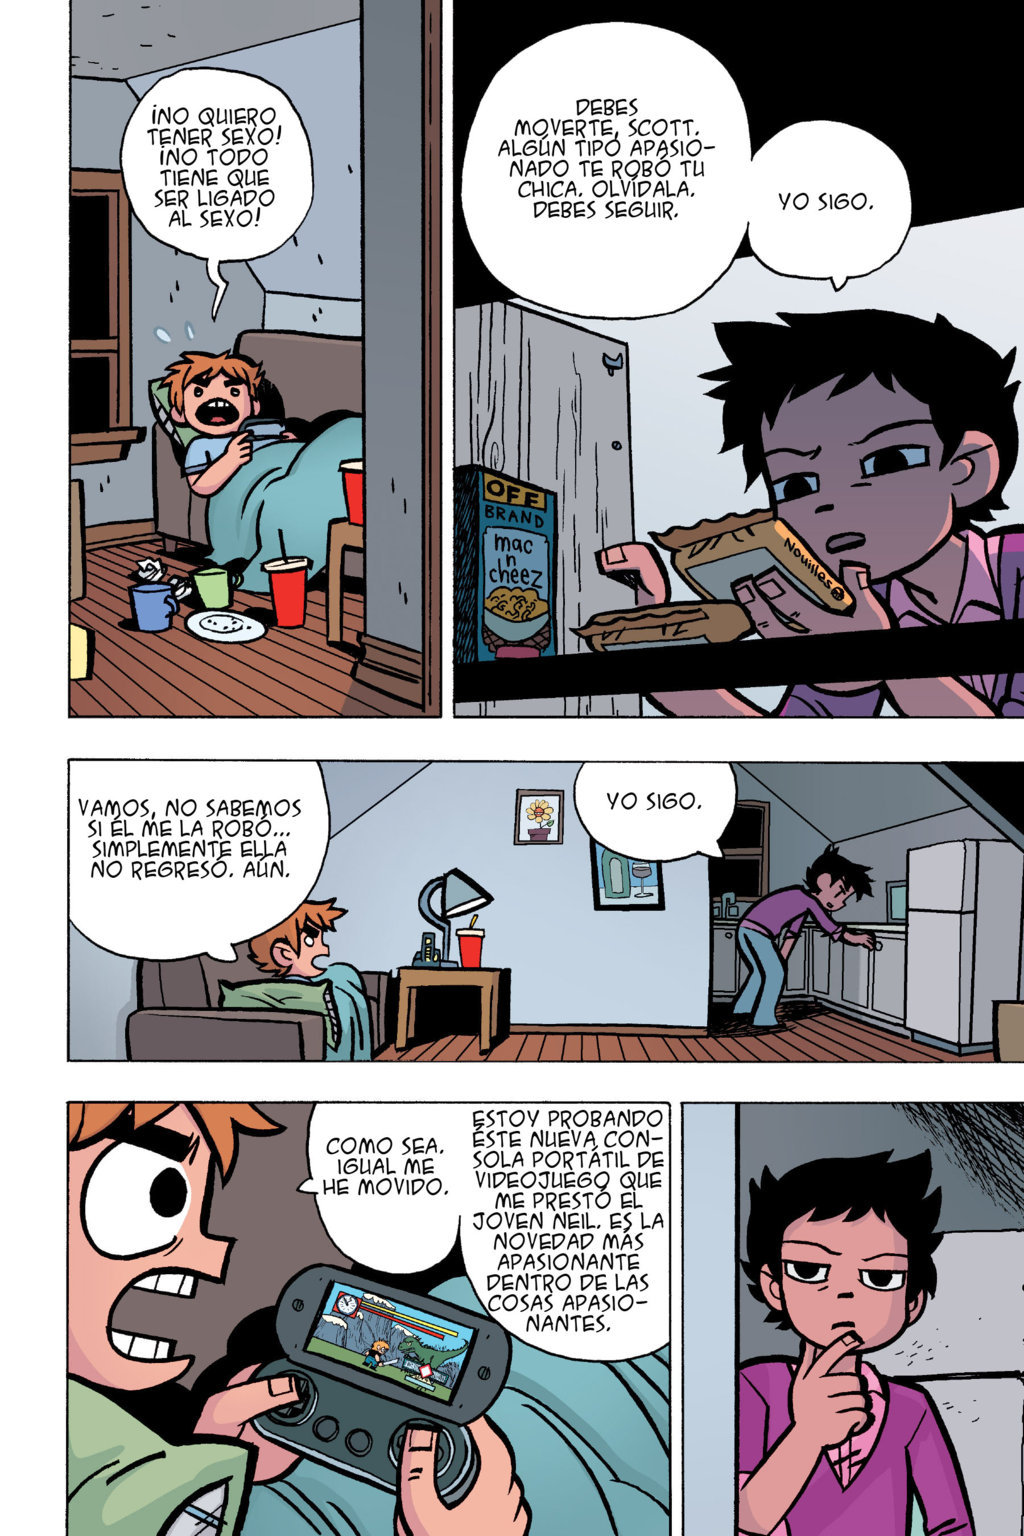 ¡NO QUIERO
TENER SEXO!
¡NO TODO
TIENE QUE
SER LIGADO
AL SEXO!
DEBES
MOVERTE, SCOTT.
ALGÚN TIPO APASIO-
NADO TE ROBÓ TU
CHICA. OLVÍDALA.
DEBES SEGUIR.
YO SIGO.
OFF
BRAND
mac
n
cheez
Nouilles
VAMOS, NO SABEMOS
SI ÉL ME LA ROBÓ...
SIMPLEMENTE ELLA
NO REGRESÓ. AÚN.
YO SIGO.
COMO SEA.
IGUAL ME
HE MOVIDO.
ESTOY PROBANDO
ÉSTE NUEVA CON-
SOLA PORTÁTIL DE
VIDEOJUEGO QUE
ME PRESTÓ EL
JOVEN NEIL. ES LA
NOVEDAD MÁS
APASIONANTE
DENTRO DE LAS
COSAS APASIO-
NANTES.